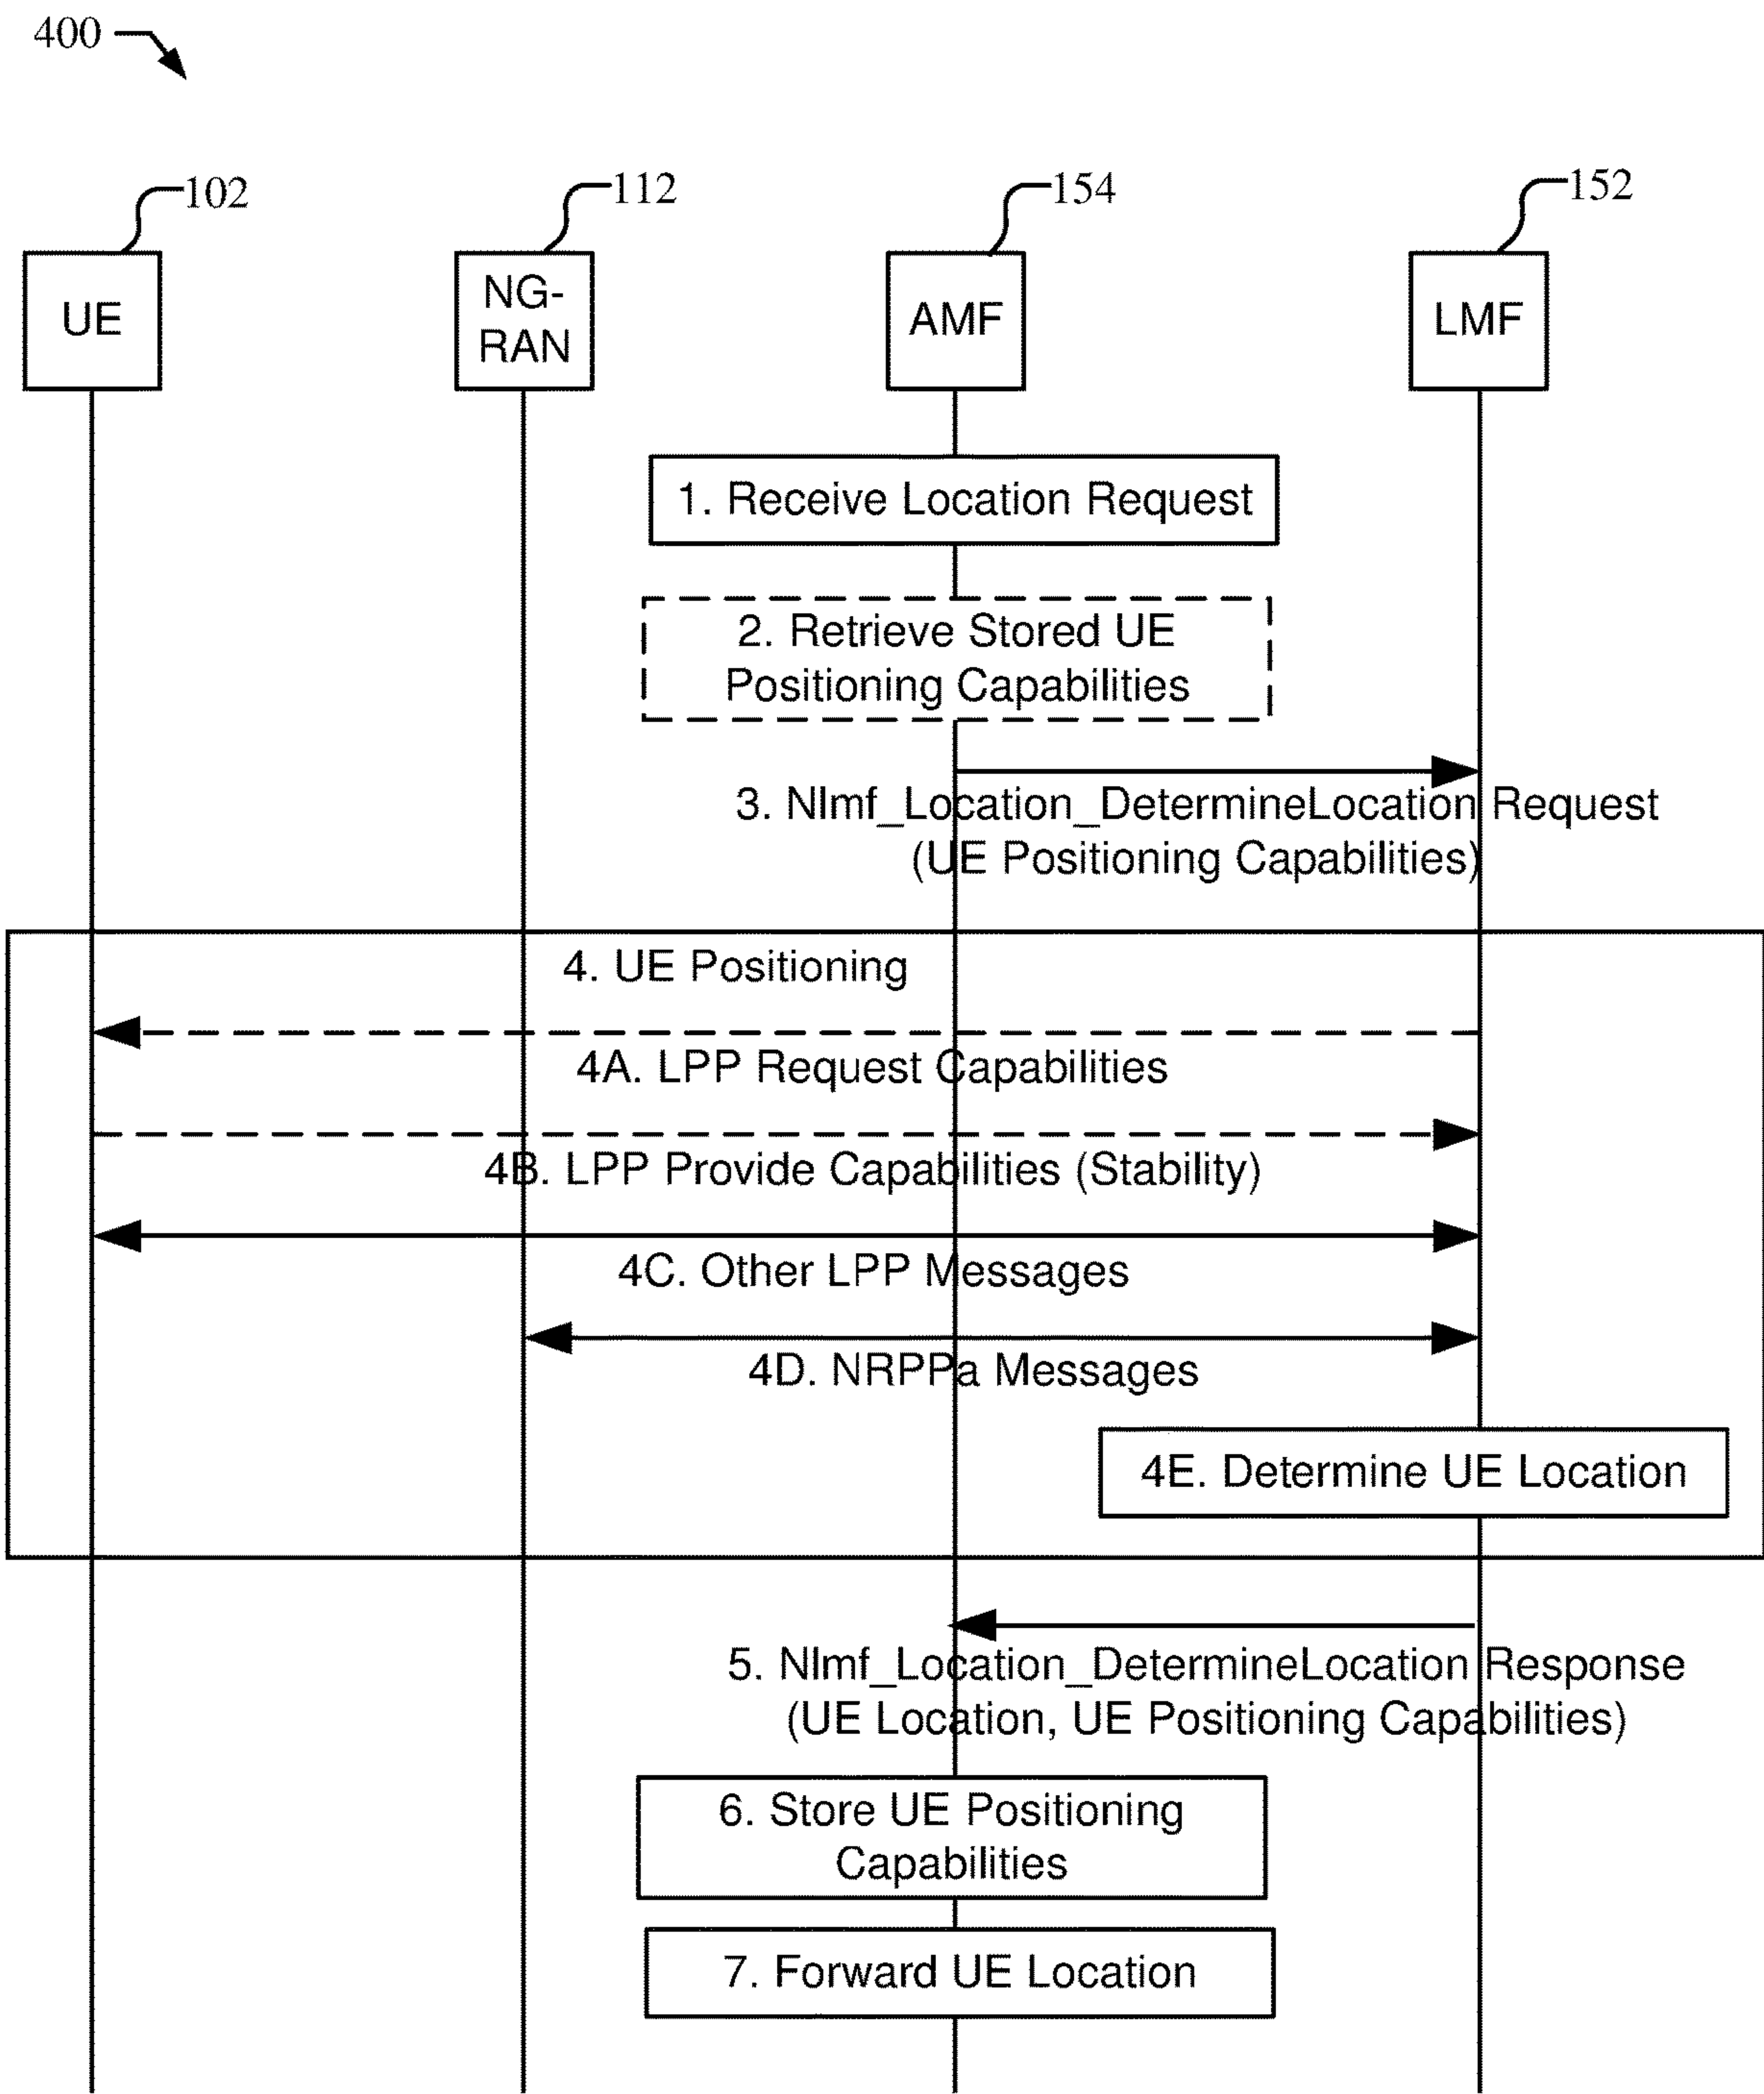 400
102
112
154
152
UE
NG-
RAN
AMF
LMF
1. Receive Location Request
2. Retrieve Stored UE
Positioning Capabilities
3. Nlmf_Location_DetermineLocation Request
(UE Positioning Capabilities)
4. UE Positioning
4A. LPP Request Capabilities
4B. LPP Provide Capabilities (Stability)
4C. Other LPP Messages
4D. NRPPa Messages
4E. Determine UE Location
5. Nlmf_Location_DetermineLocation Response
(UE Location, UE Positioning Capabilities)
6. Store UE Positioning
Capabilities
7. Forward UE Location